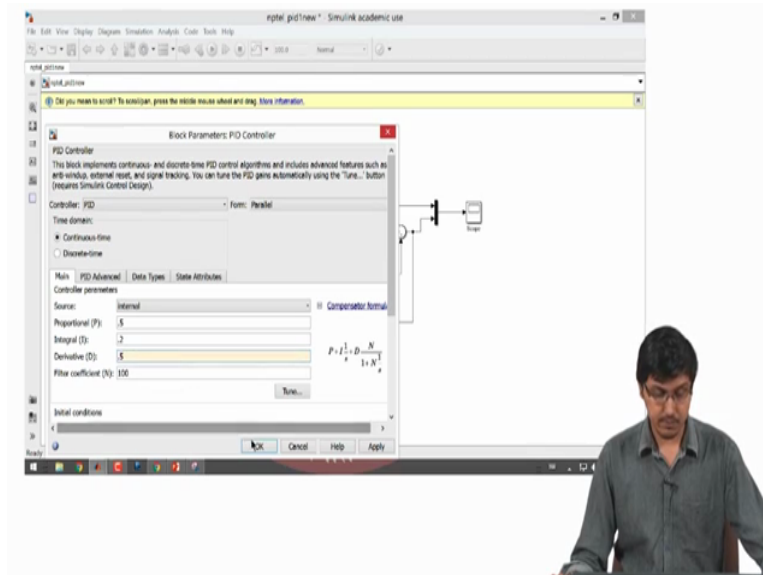 nptel_pid1new * - Simulink academic use
File Edit View Display Diagram Simulation Analysis Code Tools Help
100.0 Normal
nptel_pid1new
nptel_pid1new
Did you mean to scroll? To scroll/pan, press the middle mouse wheel and drag. More information.
Block Parameters: PID Controller
PID Controller
This block implements continuous- and discrete-time PID control algorithms and includes advanced features such as
anti-windup, external reset, and signal tracking. You can tune the PID gains automatically using the 'Tune...' button
(requires Simulink Control Design).
Controller: PID Form: Parallel
Time domain:
Continuous-time
Discrete-time
Main PID Advanced Data Types State Attributes
Controller parameters
Source: internal Compensator formula
Proportional (P): .5
Integral (I): .2
Derivative (D): .5
Filter coefficient (N): 100
P+I 1/s +D N/(1+N 1/s)
Tune...
Initial conditions
OK Cancel Help Apply
Scope
Ready